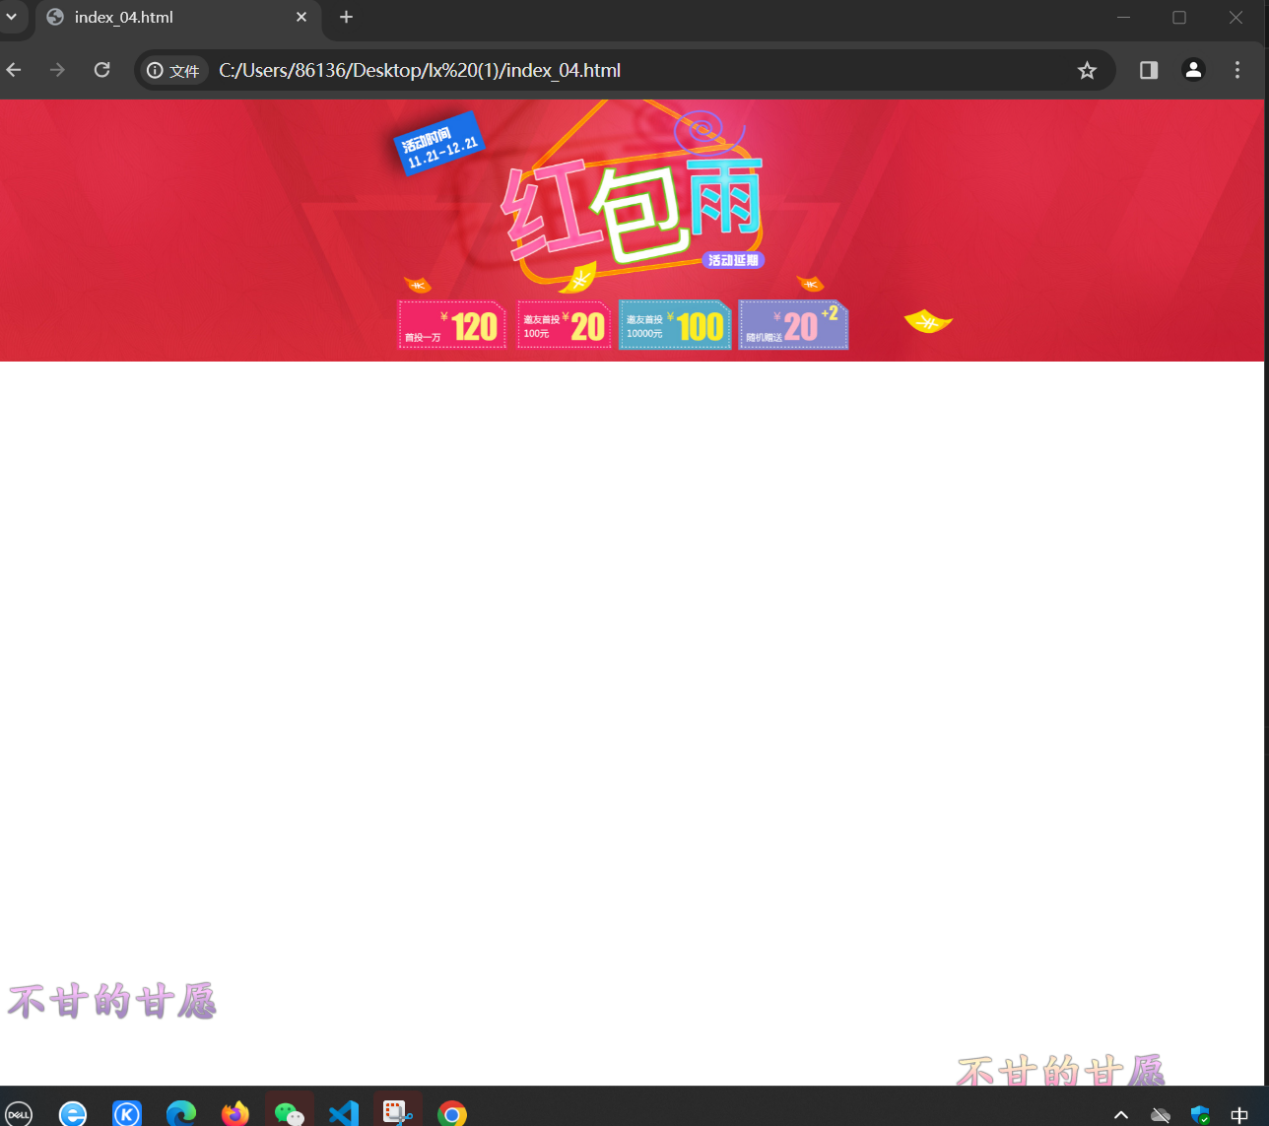 index_04.html
文件
C:/Users/86136/Desktop/lx%20(1)/index_04.html
活动时间
11.21-12.21
红包雨
活动延期
首投一万
¥120
邀友首投
100元
¥20
邀友首投
10000元
¥100
随机赠送
¥20+2
不甘的甘愿
不甘的甘愿
DELL
K
中